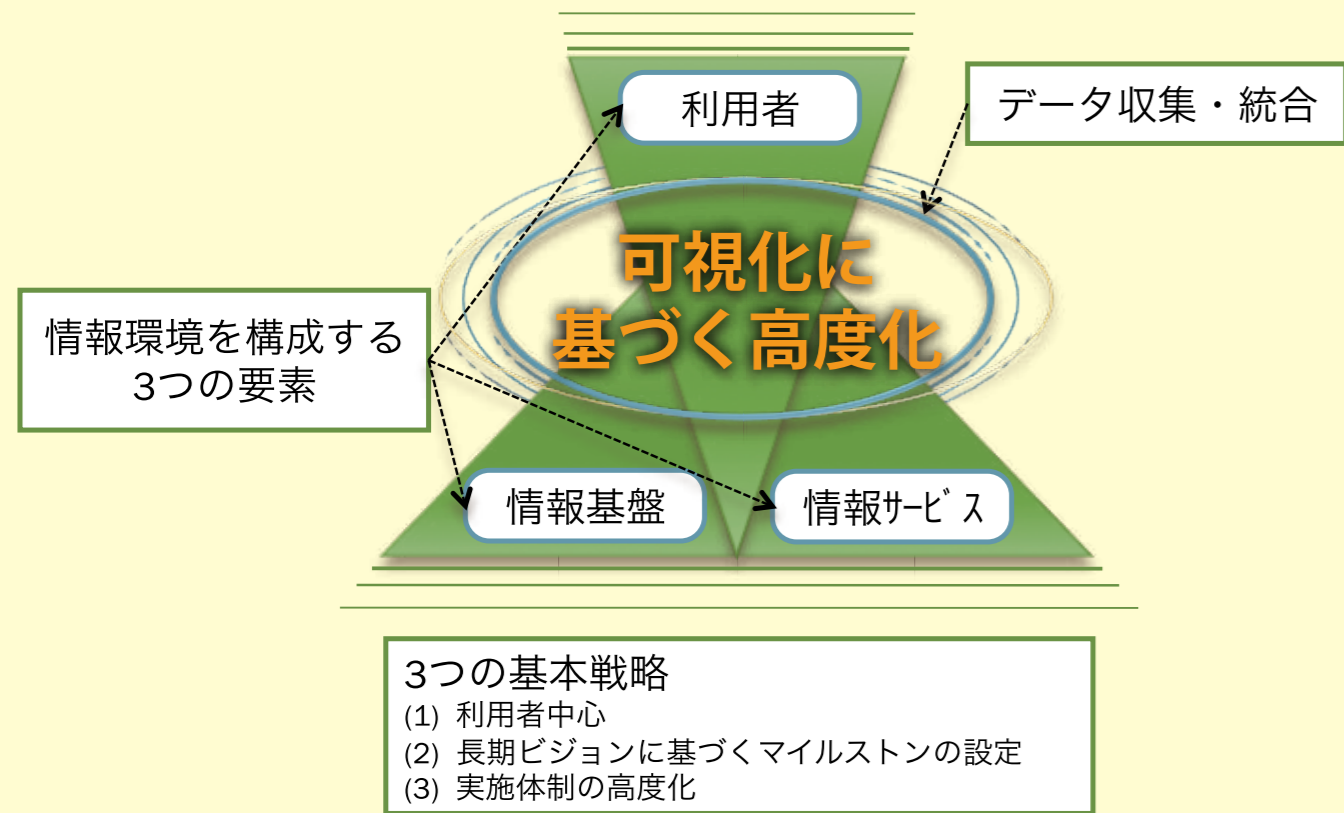 利用者
データ収集・統合
可視化に
基づく高度化
情報環境を構成する
3つの要素
情報基盤
情報ｻｰﾋﾞｽ
3つの基本戦略
(1) 利用者中心
(2) 長期ビジョンに基づくマイルストンの設定
(3) 実施体制の高度化